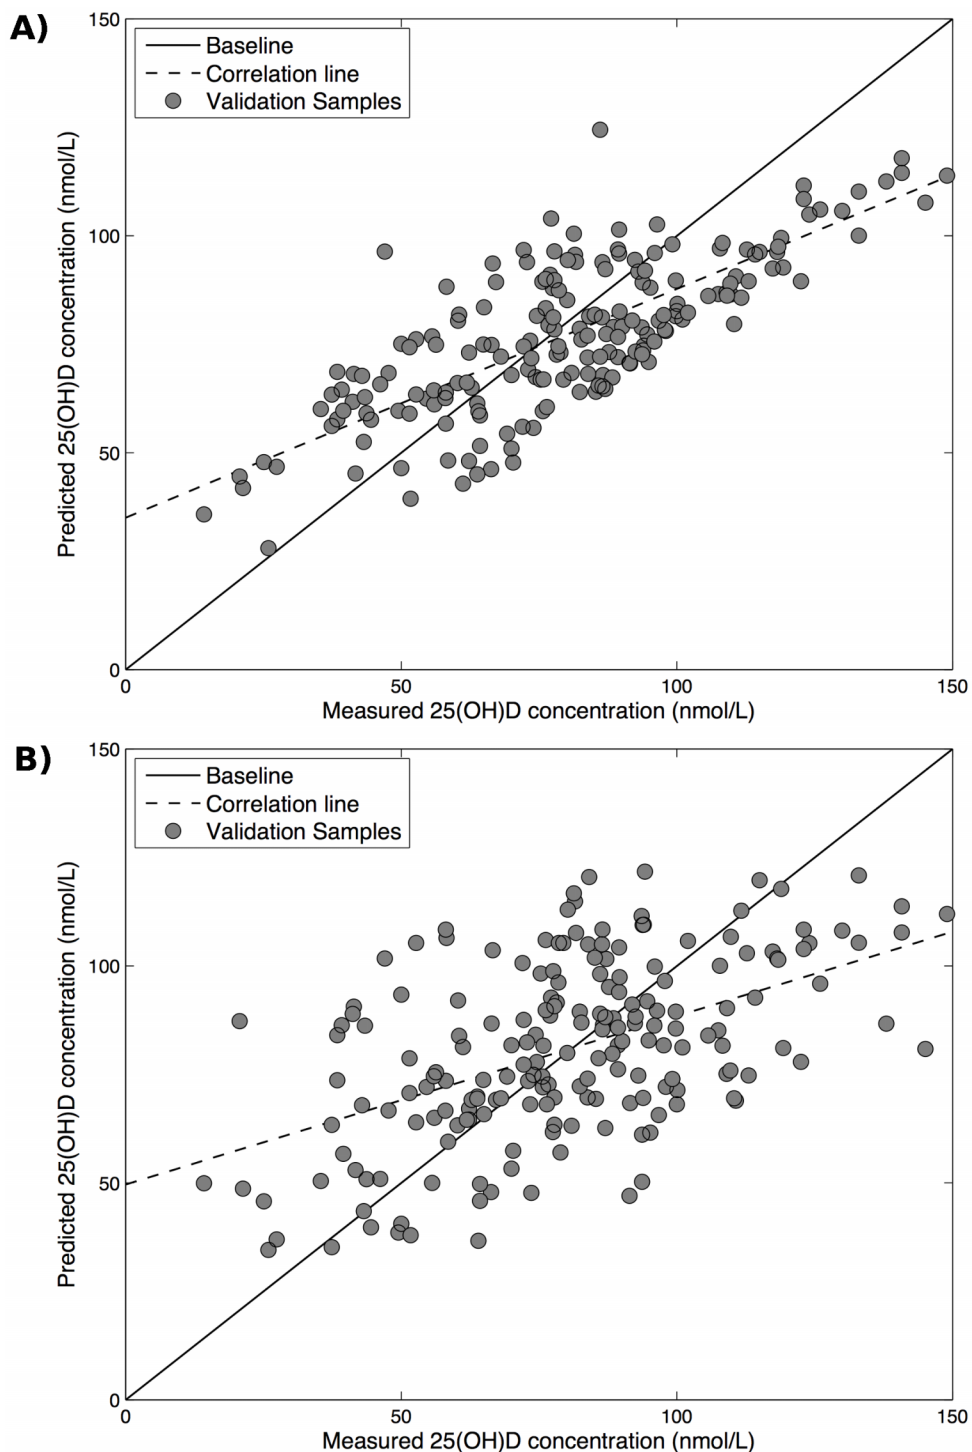 A)
150
Baseline
Correlation line
Validation Samples
100
50
0
Predicted 25(OH)D concentration (nmol/L)
0 50 100 150
Measured 25(OH)D concentration (nmol/L)
B)
150
Baseline
Correlation line
Validation Samples
100
50
0
Predicted 25(OH)D concentration (nmol/L)
0 50 100 150
Measured 25(OH)D concentration (nmol/L)